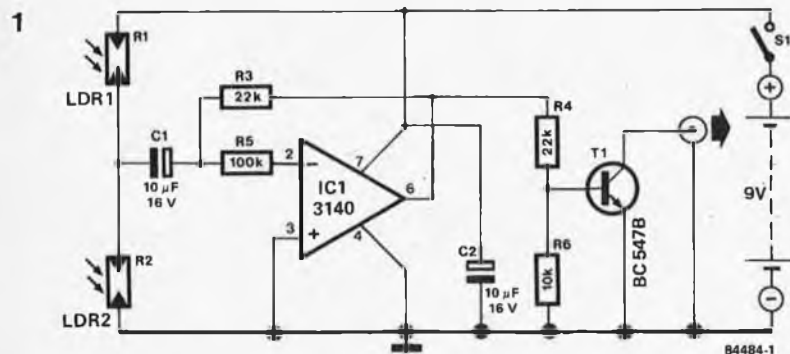 1
R1
LDR1
R3
22k
C1
10 µF
16 V
R5
100k
2
−
7
IC1
3140
6
3
+
4
R4
22k
T1
BC 547B
S1
+
9V
−
R2
LDR2
C2
10 µF
16 V
R6
10k
84484-1